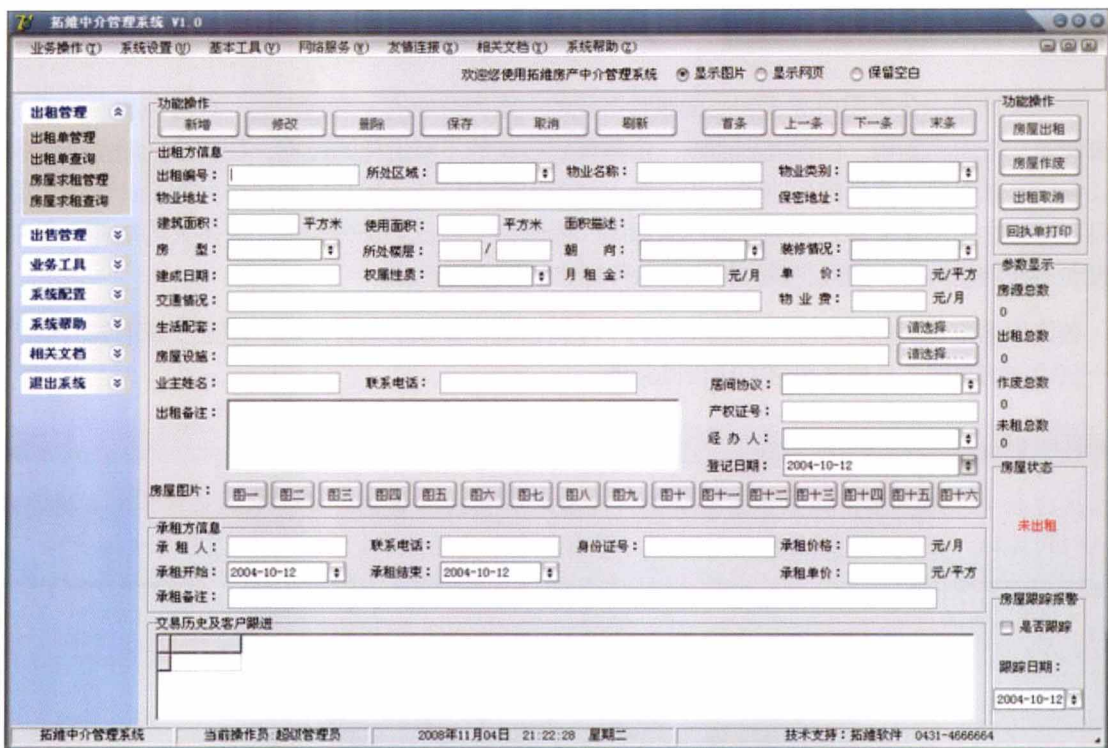 拓维中介管理系统 V1.0
业务操作(T) 系统设置(U) 基本工具(V) 网络服务(W) 友情连接(X) 相关文档(Y) 系统帮助(Z)
欢迎您使用拓维房产中介管理系统 显示图片 显示网页 保留空白
出租管理
出租单管理
出租单查询
房屋求租管理
房屋求租查询
出售管理
业务工具
系统配置
系统帮助
相关文档
退出系统
功能操作
新增 修改 删除 保存 取消 刷新 首条 上一条 下一条 末条
出租方信息
出租编号： 所处区域： 物业名称： 物业类别：
物业地址： 保密地址：
建筑面积： 平方米 使用面积： 平方米 面积描述：
房 型： 所处楼层： / 朝 向： 装修情况：
建成日期： 权属性质： 月 租 金： 元/月 单 价： 元/平方
交通情况： 物 业 费： 元/月
生活配套： 请选择...
房屋设施： 请选择...
业主姓名： 联系电话： 居间协议：
出租备注： 产权证号：
经 办 人：
登记日期： 2004-10-12
房屋图片： 图一 图二 图三 图四 图五 图六 图七 图八 图九 图十 图十一 图十二 图十三 图十四 图十五 图十六
承租方信息
承 租 人： 联系电话： 身份证号： 承租价格： 元/月
承租开始： 2004-10-12 承租结束： 2004-10-12 承租单价： 元/平方
承租备注：
交易历史及客户跟进
功能操作
房屋出租
房屋作废
出租取消
回执单打印
参数显示
房源总数
0
出租总数
0
作废总数
0
未租总数
0
房屋状态
未出租
房屋跟踪报警
是否跟踪
跟踪日期：
2004-10-12
拓维中介管理系统 当前操作员:超级管理员 2008年11月04日 21:22:28 星期二 技术支持：拓维软件 0431-4666664